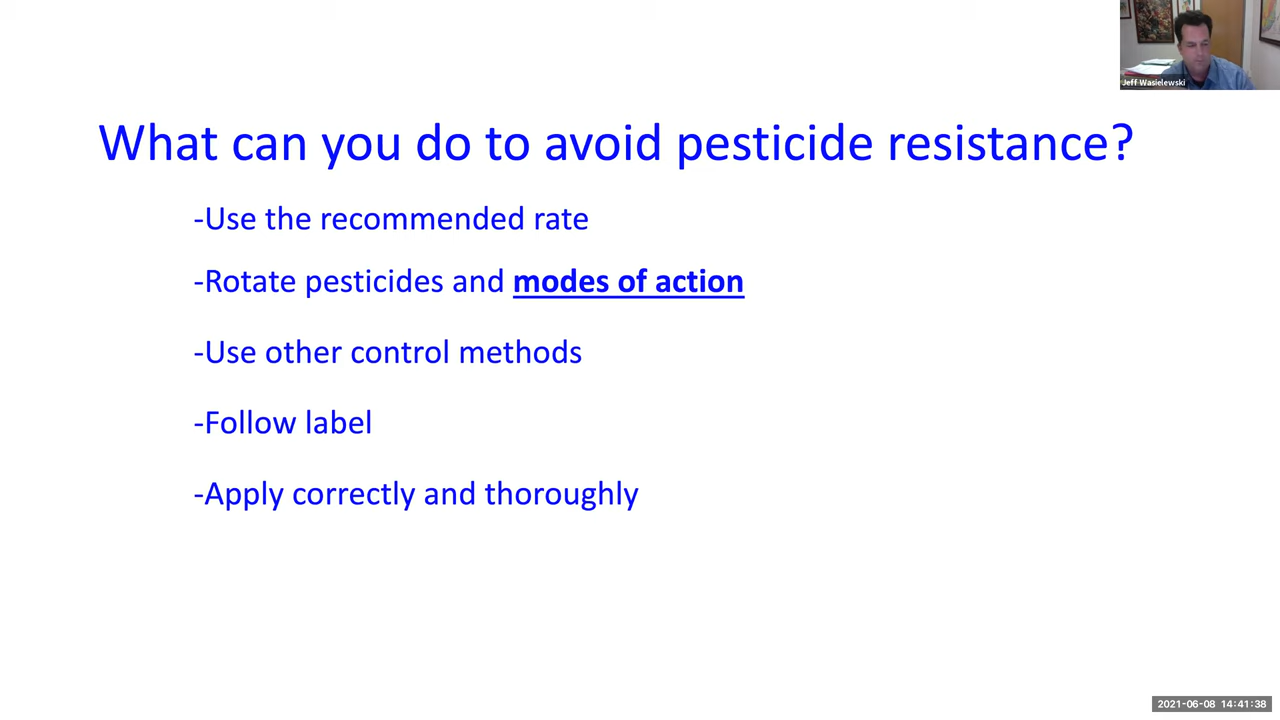 Jeff Wasielewski
What can you do to avoid pesticide resistance?
-Use the recommended rate
-Rotate pesticides and modes of action
-Use other control methods
-Follow label
-Apply correctly and thoroughly
2021-06-08 14:41:38